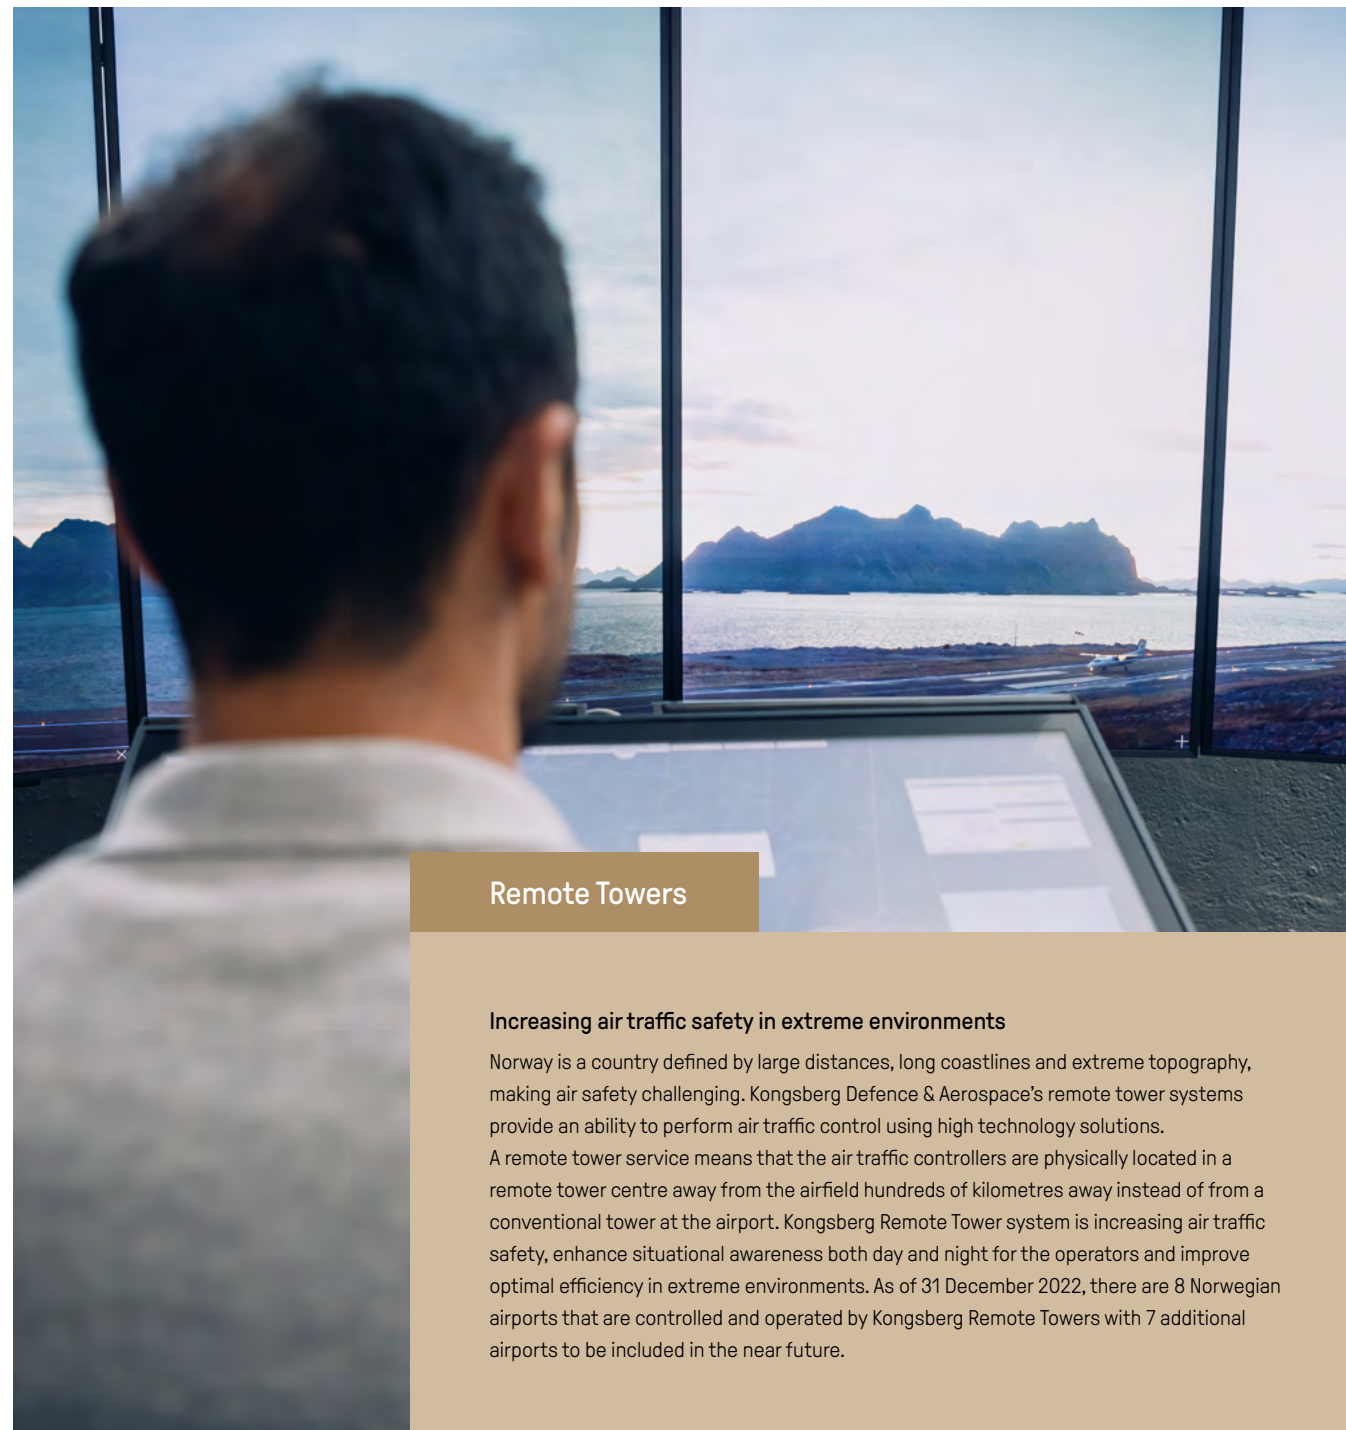 Remote Towers
Increasing air traffic safety in extreme environments
Norway is a country defined by large distances, long coastlines and extreme topography,
making air safety challenging. Kongsberg Defence & Aerospace's remote tower systems
provide an ability to perform air traffic control using high technology solutions.
A remote tower service means that the air traffic controllers are physically located in a
remote tower centre away from the airfield hundreds of kilometres away instead of from a
conventional tower at the airport. Kongsberg Remote Tower system is increasing air traffic
safety, enhance situational awareness both day and night for the operators and improve
optimal efficiency in extreme environments. As of 31 December 2022, there are 8 Norwegian
airports that are controlled and operated by Kongsberg Remote Towers with 7 additional
airports to be included in the near future.